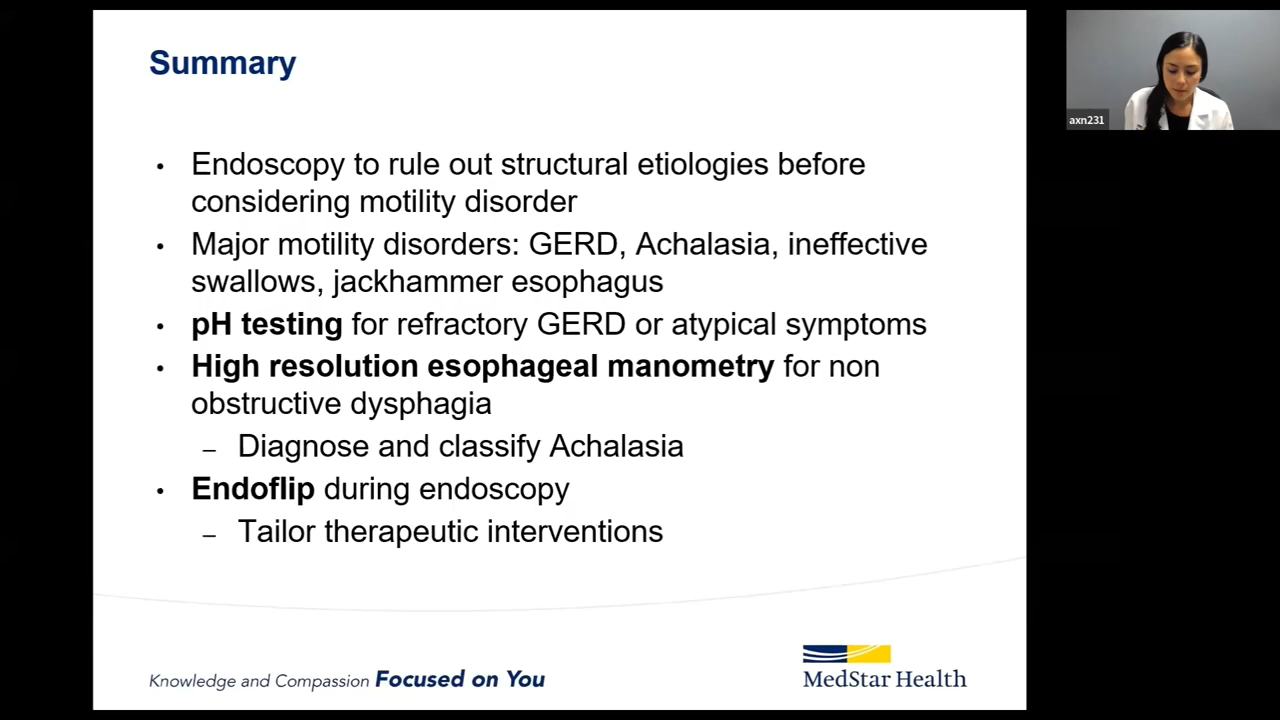 Summary
• Endoscopy to rule out structural etiologies before
considering motility disorder
• Major motility disorders: GERD, Achalasia, ineffective
swallows, jackhammer esophagus
• pH testing for refractory GERD or atypical symptoms
• High resolution esophageal manometry for non
obstructive dysphagia
– Diagnose and classify Achalasia
• Endoflip during endoscopy
– Tailor therapeutic interventions
Knowledge and Compassion Focused on You
MedStar Health
axn231